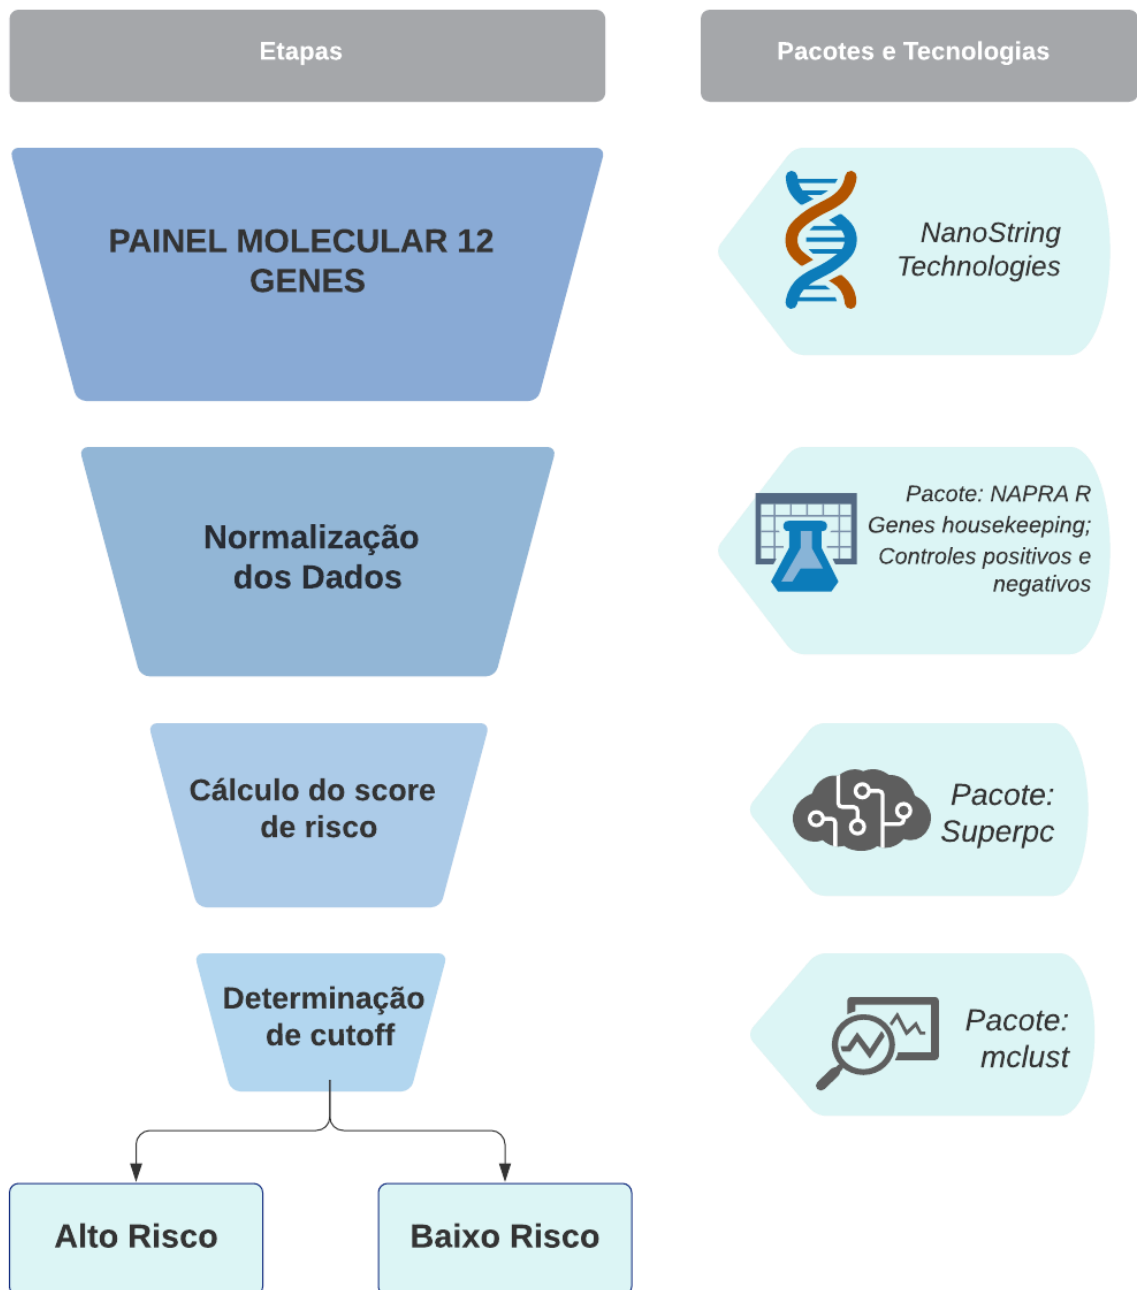 Etapas
Pacotes e Tecnologias
PAINEL MOLECULAR 12
GENES
NanoString
Technologies
Normalização
dos Dados
Pacote: NAPRA R
Genes housekeeping;
Controles positivos e
negativos
Cálculo do score
de risco
Pacote:
Superpc
Determinação
de cutoff
Pacote:
mclust
Alto Risco
Baixo Risco